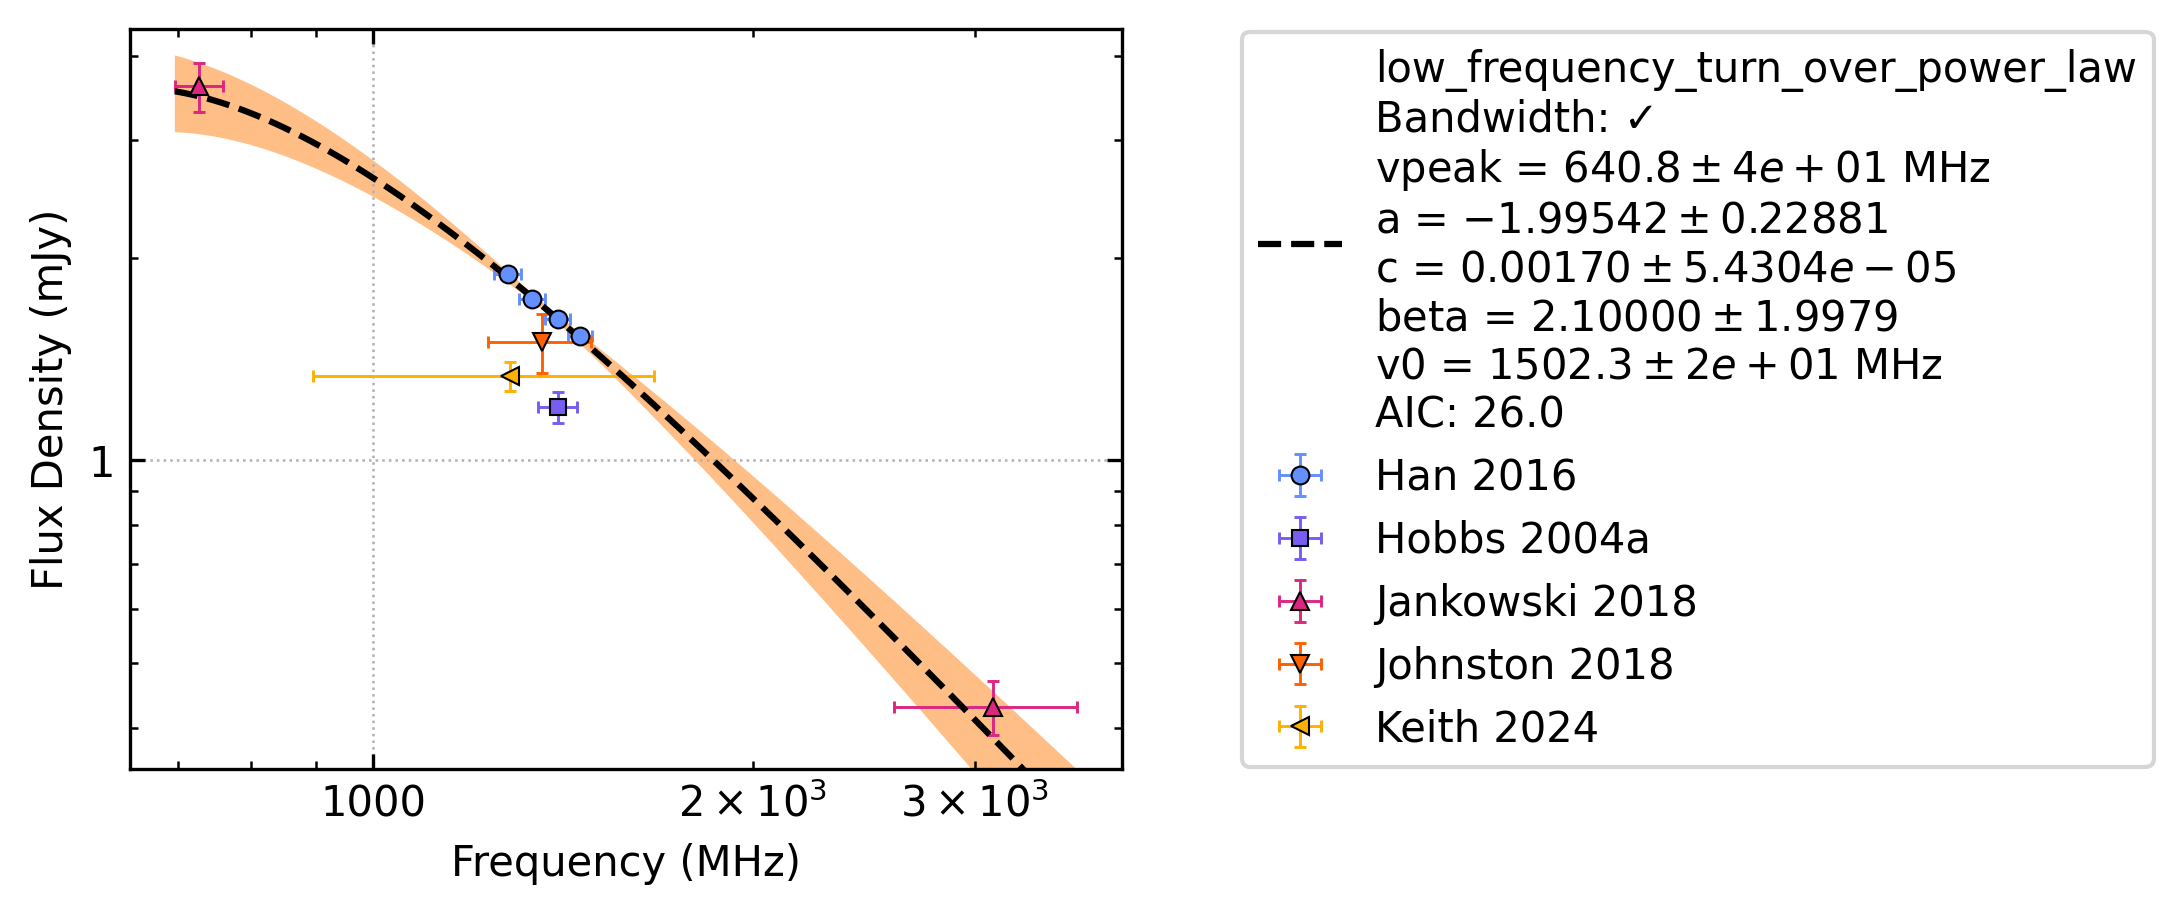 Flux Density (mJy)
1
1000
2 × 10³
3 × 10³
Frequency (MHz)
low_frequency_turn_over_power_law
Bandwidth: ✓
vpeak = 640.8 ± 4e + 01 MHz
a = −1.99542 ± 0.22881
c = 0.00170 ± 5.4304e − 05
beta = 2.10000 ± 1.9979
v0 = 1502.3 ± 2e + 01 MHz
AIC: 26.0
Han 2016
Hobbs 2004a
Jankowski 2018
Johnston 2018
Keith 2024